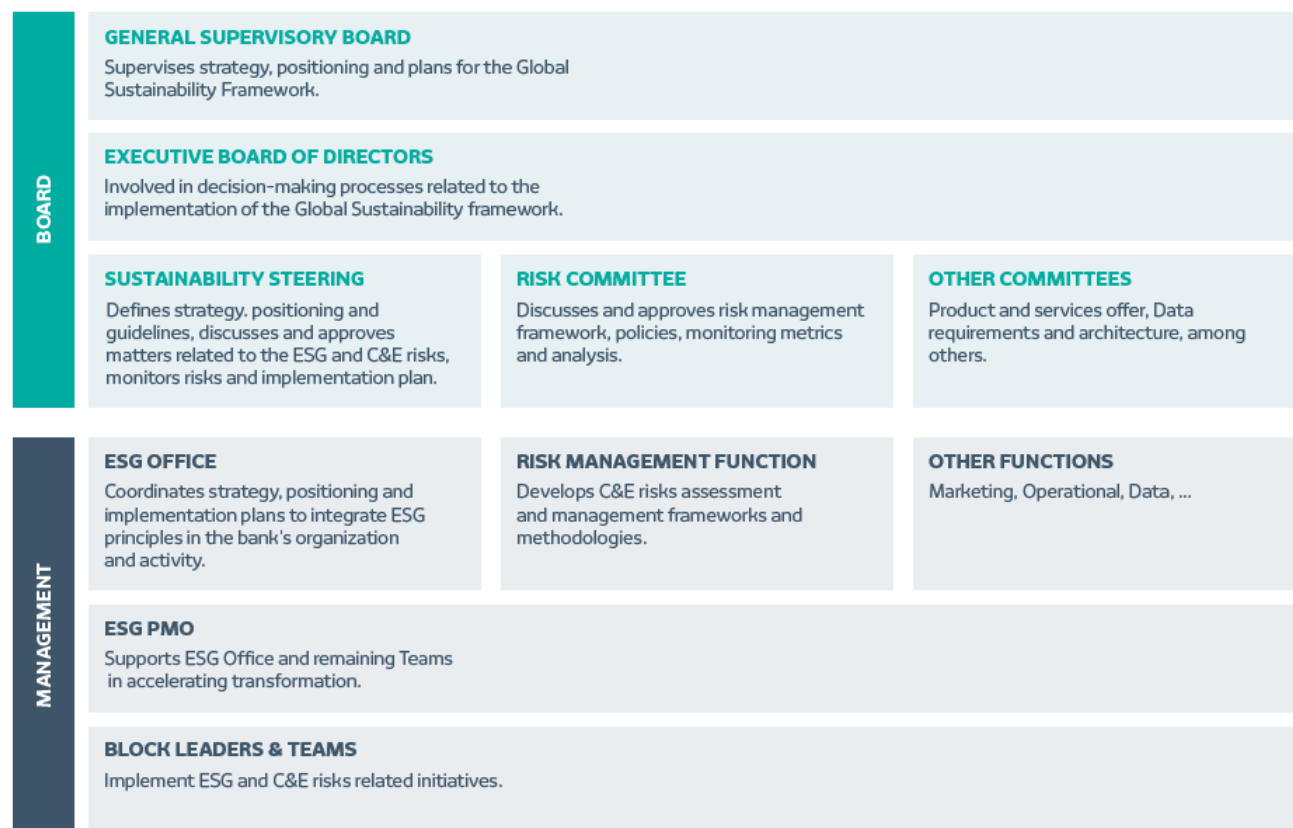 BOARD
GENERAL SUPERVISORY BOARD
Supervises strategy, positioning and plans for the Global
Sustainability Framework.
EXECUTIVE BOARD OF DIRECTORS
Involved in decision-making processes related to the
implementation of the Global Sustainability framework.
SUSTAINABILITY STEERING
Defines strategy. positioning and
guidelines, discusses and approves
matters related to the ESG and C&E risks,
monitors risks and implementation plan.
RISK COMMITTEE
Discusses and approves risk management
framework, policies, monitoring metrics
and analysis.
OTHER COMMITTEES
Product and services offer, Data
requirements and architecture, among
others.
MANAGEMENT
ESG OFFICE
Coordinates strategy, positioning and
implementation plans to integrate ESG
principles in the bank's organization
and activity.
RISK MANAGEMENT FUNCTION
Develops C&E risks assessment
and management frameworks and
methodologies.
OTHER FUNCTIONS
Marketing, Operational, Data, ...
ESG PMO
Supports ESG Office and remaining Teams
in accelerating transformation.
BLOCK LEADERS & TEAMS
Implement ESG and C&E risks related initiatives.